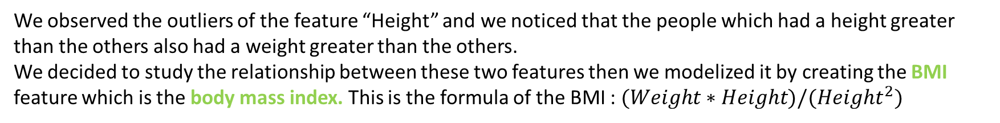 We observed the outliers of the feature “Height” and we noticed that the people which had a height greater
than the others also had a weight greater than the others.
We decided to study the relationship between these two features then we modelized it by creating the BMI
feature which is the body mass index. This is the formula of the BMI : (Weight * Height)/(Height²)